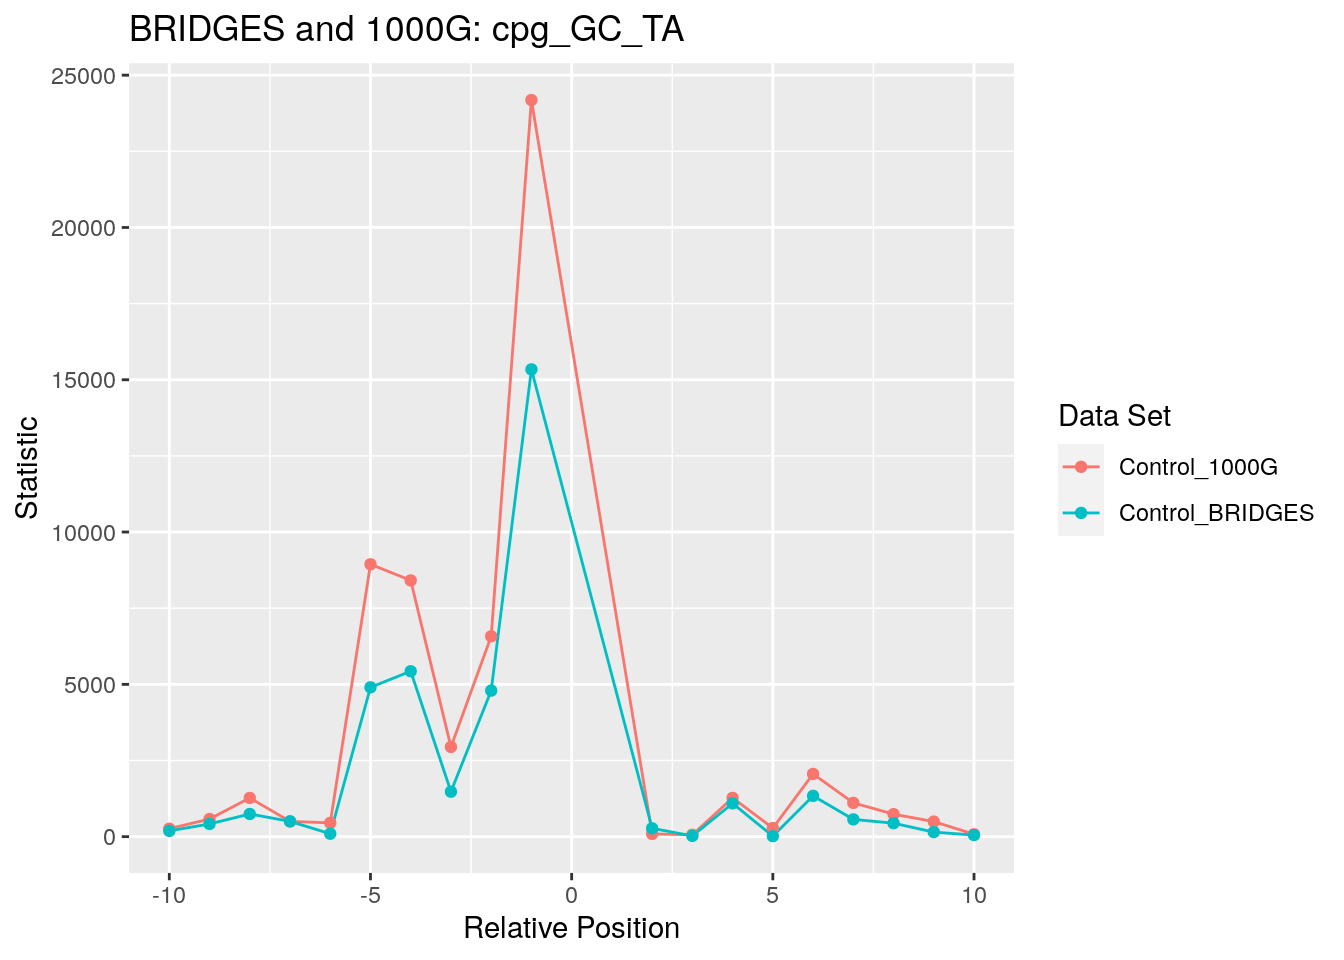 BRIDGES and 1000G: cpg_GC_TA
25000
20000
15000
10000
5000
0
Statistic
-10 -5 0 5 10
Relative Position
Data Set
Control_1000G
Control_BRIDGES